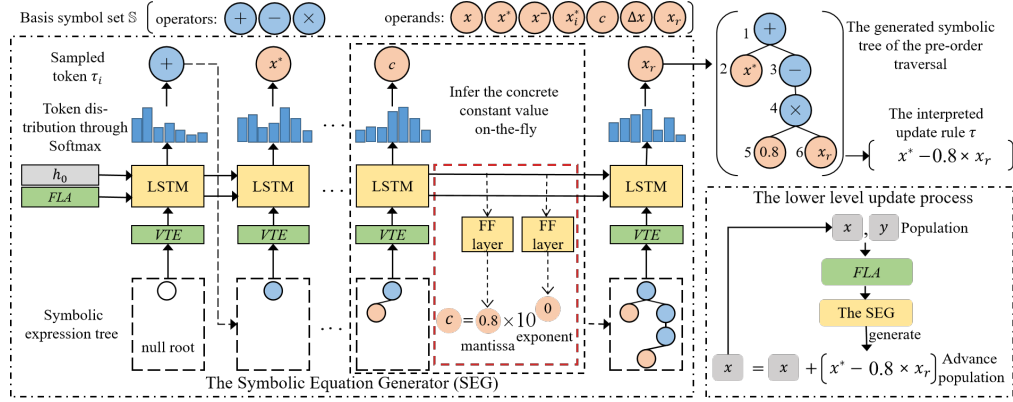 Basis symbol set 𝕊
operators: + − ×
operands: x x* x⁻ xᵢ* c Δx xᵣ
Sampled
token τᵢ
+
x*
c
xᵣ
Token dis-
tribution through
Softmax
...
Infer the concrete
constant value
on-the-fly
h₀
FLA
LSTM
LSTM
...
LSTM
LSTM
VTE
VTE
VTE
VTE
FF
layer
FF
layer
Symbolic
expression tree
null root
...
c = 0.8 × 10 0
mantissa
exponent
The Symbolic Equation Generator (SEG)
1 +
2 x*
3 −
4 ×
5 0.8
6 xᵣ
The generated symbolic
tree of the pre-order
traversal
The interpreted
update rule τ
x* − 0.8 × xᵣ
The lower level update process
x , y Population
FLA
The SEG
generate
x = x + (x* − 0.8 × xᵣ)
Advance
population